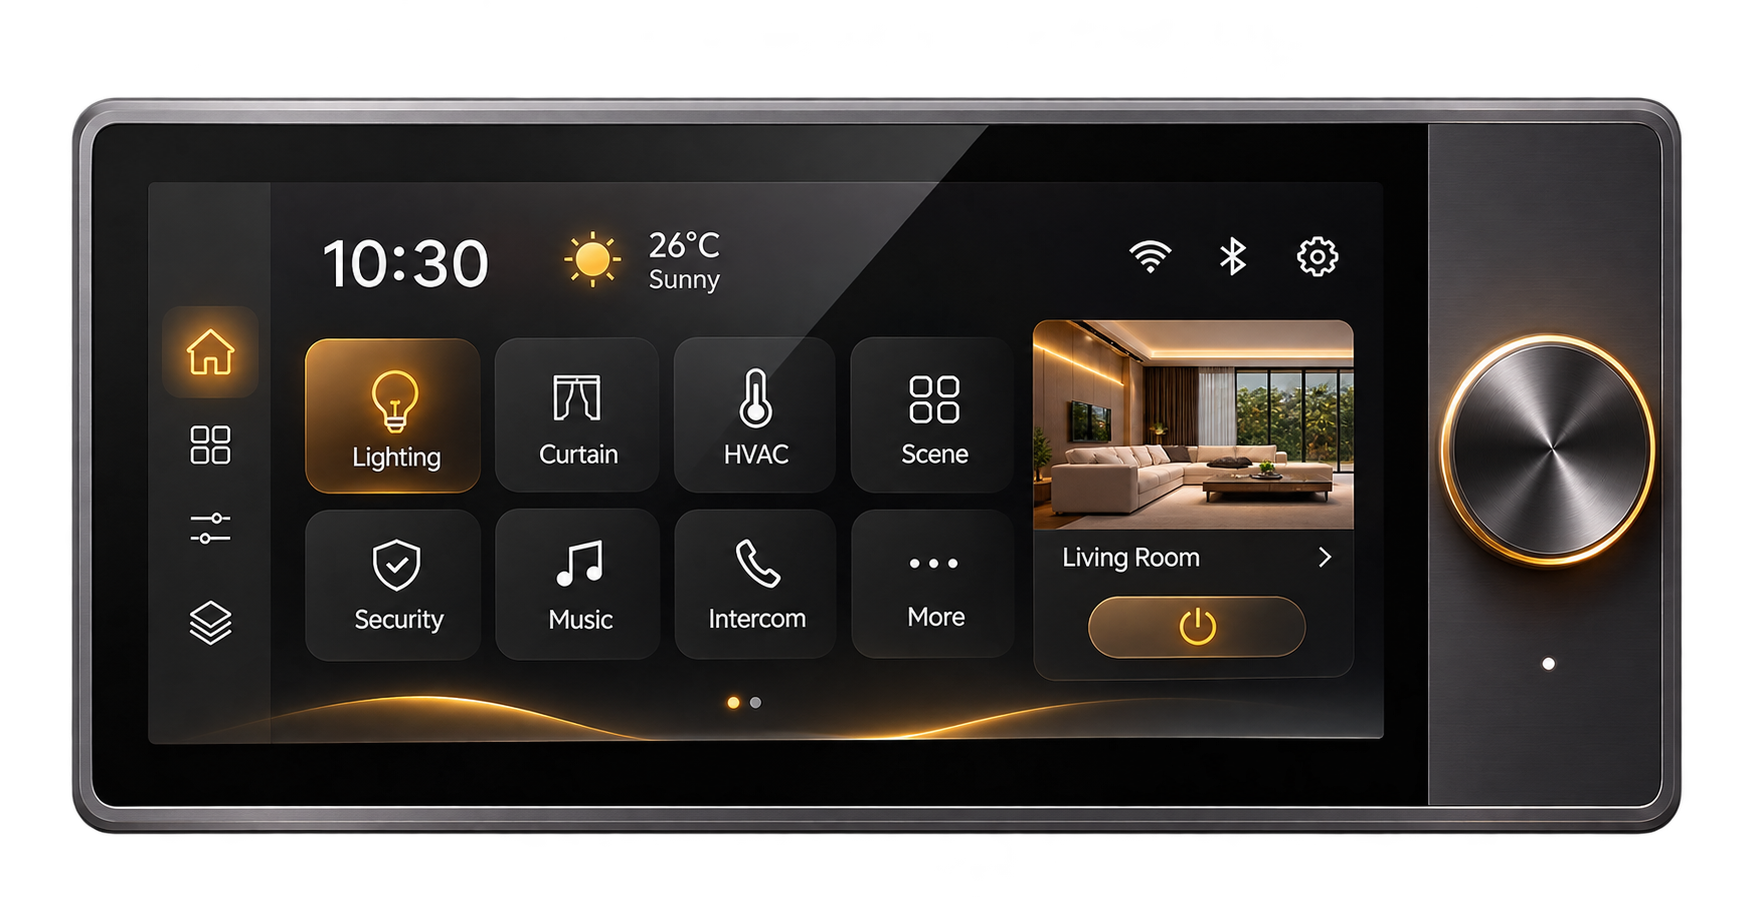 10:30
26°C
Sunny
Lighting
Curtain
HVAC
Scene
Security
Music
Intercom
More
Living Room